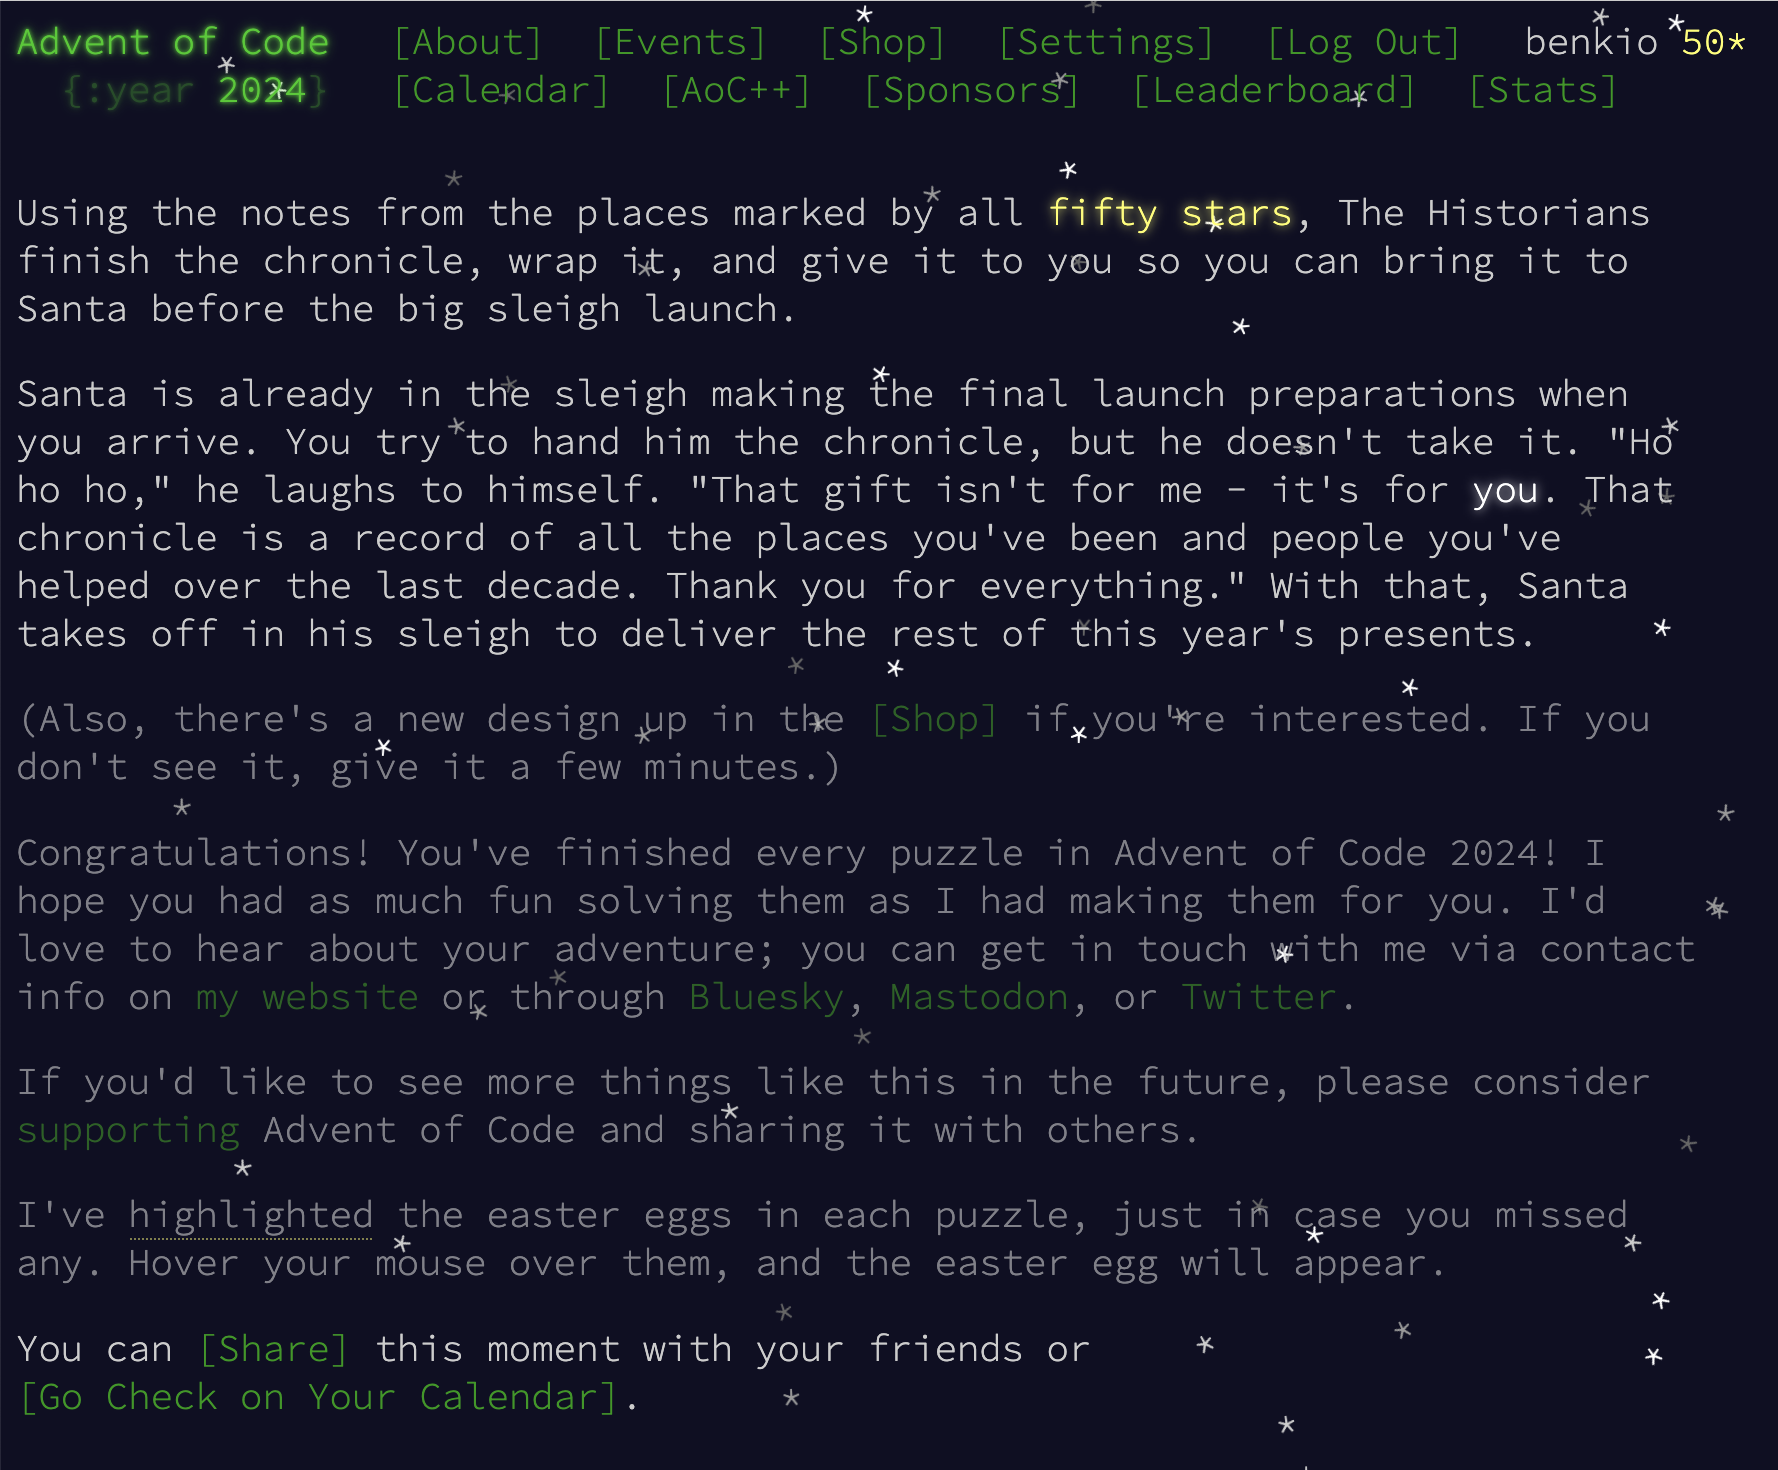 Advent of Code [About] [Events] [Shop] [Settings] [Log Out] benkio 50*
{:year 2024} [Calendar] [AoC++] [Sponsors] [Leaderboard] [Stats]
Using the notes from the places marked by all fifty stars, The Historians
finish the chronicle, wrap it, and give it to you so you can bring it to
Santa before the big sleigh launch.
Santa is already in the sleigh making the final launch preparations when
you arrive. You try to hand him the chronicle, but he doesn't take it. "Ho
ho ho," he laughs to himself. "That gift isn't for me – it's for you. That
chronicle is a record of all the places you've been and people you've
helped over the last decade. Thank you for everything." With that, Santa
takes off in his sleigh to deliver the rest of this year's presents.
(Also, there's a new design up in the [Shop] if you're interested. If you
don't see it, give it a few minutes.)
Congratulations! You've finished every puzzle in Advent of Code 2024! I
hope you had as much fun solving them as I had making them for you. I'd
love to hear about your adventure; you can get in touch with me via contact
info on my website or through Bluesky, Mastodon, or Twitter.
If you'd like to see more things like this in the future, please consider
supporting Advent of Code and sharing it with others.
I've highlighted the easter eggs in each puzzle, just in case you missed
any. Hover your mouse over them, and the easter egg will appear.
You can [Share] this moment with your friends or
[Go Check on Your Calendar].